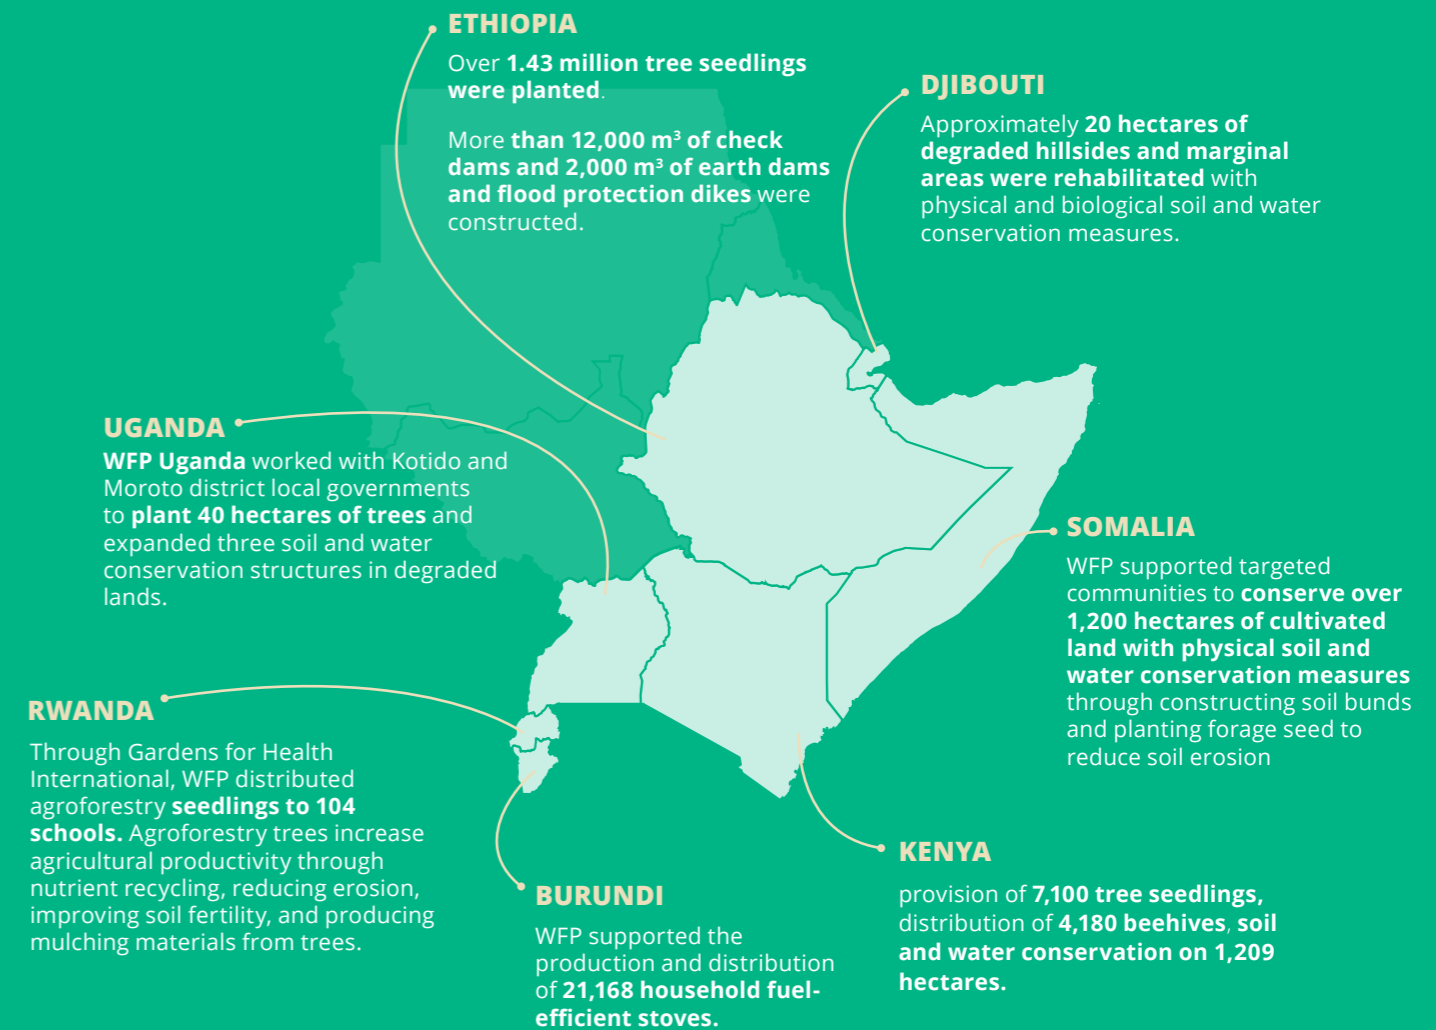 ETHIOPIA
Over 1.43 million tree seedlings
were planted.
More than 12,000 m³ of check
dams and 2,000 m³ of earth dams
and flood protection dikes were
constructed.
DJIBOUTI
Approximately 20 hectares of
degraded hillsides and marginal
areas were rehabilitated with
physical and biological soil and water
conservation measures.
UGANDA
WFP Uganda worked with Kotido and
Moroto district local governments
to plant 40 hectares of trees and
expanded three soil and water
conservation structures in degraded
lands.
SOMALIA
WFP supported targeted
communities to conserve over
1,200 hectares of cultivated
land with physical soil and
water conservation measures
through constructing soil bunds
and planting forage seed to
reduce soil erosion
RWANDA
Through Gardens for Health
International, WFP distributed
agroforestry seedlings to 104
schools. Agroforestry trees increase
agricultural productivity through
nutrient recycling, reducing erosion,
improving soil fertility, and producing
mulching materials from trees.
BURUNDI
WFP supported the
production and distribution
of 21,168 household fuel-
efficient stoves.
KENYA
provision of 7,100 tree seedlings,
distribution of 4,180 beehives, soil
and water conservation on 1,209
hectares.